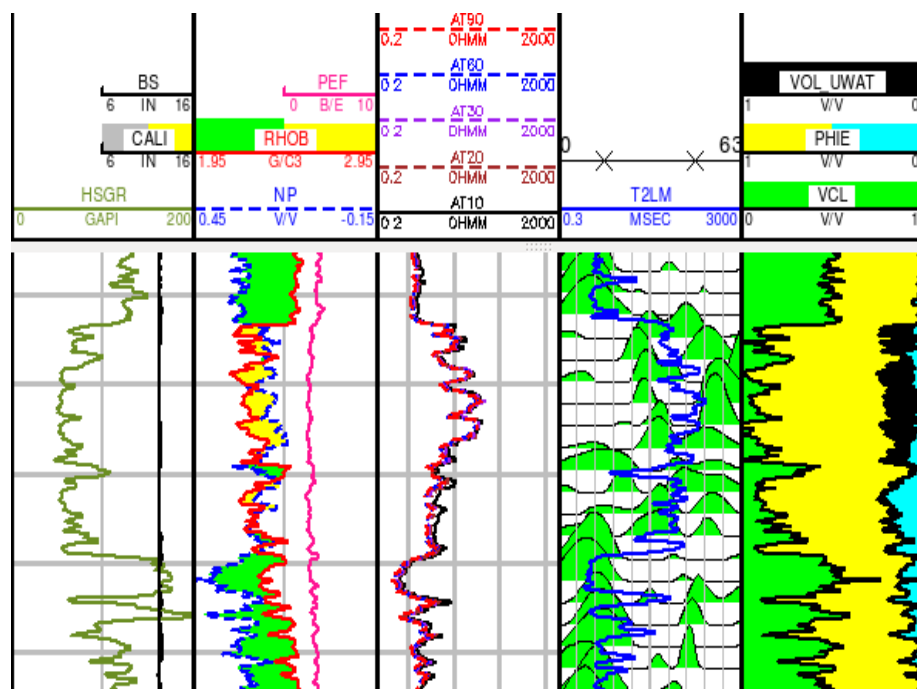 BS
6 IN 16
CALI
6 IN 16
HSGR
0 GAPI 200
PEF
0 B/E 10
RHOB
1.95 G/C3 2.95
NP
0.45 V/V -0.15
AT90
0.2 OHMM 2000
AT60
0.2 OHMM 2000
AT30
0.2 OHMM 2000
AT20
0.2 OHMM 2000
AT10
0.2 OHMM 2000
0 63
T2LM
0.3 MSEC 3000
VOL_UWAT
1 V/V 0
PHIE
1 V/V 0
VCL
0 V/V 1